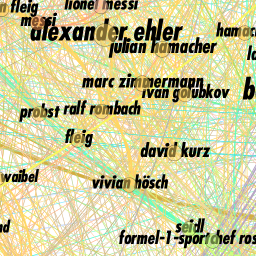 fleig
lionel messi
messi
alexander ehler
hamac
julian hamacher
marc zimmermann
ivan golubkov
probst
ralf rombach
fleig
david kurz
waibel
vivian hösch
seidl
formel-1-sportchef ros